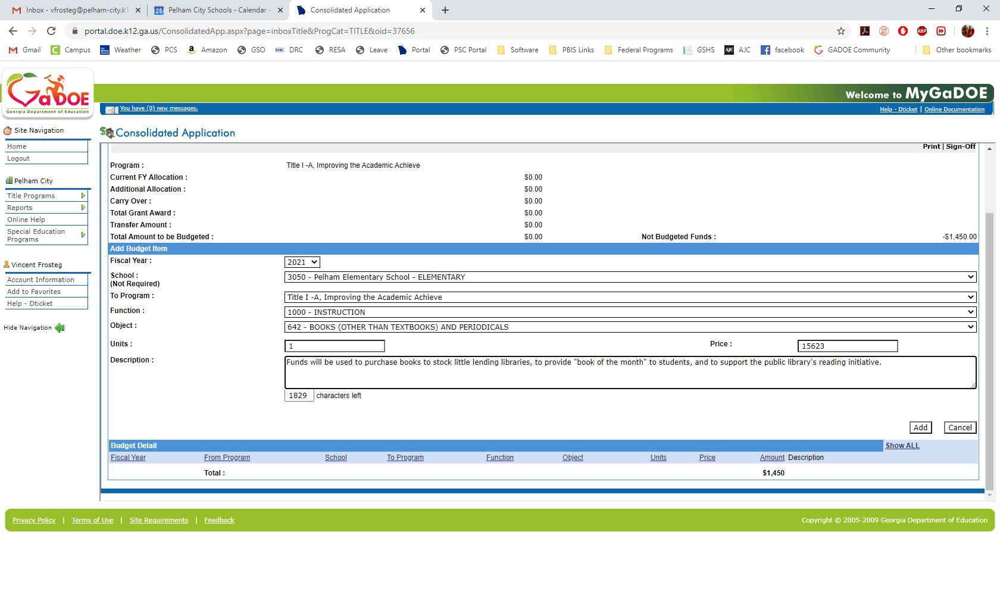 Inbox - vfrosteg@pelham-city.k1
Pelham City Schools - Calendar -
Consolidated Application
portal.doe.k12.ga.us/ConsolidatedApp.aspx?page=inboxTitle&ProgCat=TITLE&oid=37656
Gmail Campus Weather PCS Amazon GSO DRC RESA Leave Portal PSC Portal Software PBIS Links Federal Programs GSHS AJC facebook GADOE Community Other bookmarks
GaDOE
Georgia Department of Education
Welcome to MyGaDOE
You have (0) new messages.
Help - Dticket | Online Documentation
Site Navigation
Home
Logout
Pelham City
Title Programs
Reports
Online Help
Special Education
Programs
Vincent Frosteg
Account Information
Add to Favorites
Help - Dticket
Hide Navigation
Consolidated Application
Print | Sign-Off
Program : Title I -A, Improving the Academic Achieve
Current FY Allocation : $0.00
Additional Allocation : $0.00
Carry Over : $0.00
Total Grant Award : $0.00
Transfer Amount : $0.00
Total Amount to be Budgeted : $0.00 Not Budgeted Funds : -$1,450.00
Add Budget Item
Fiscal Year : 2021
School : 3050 - Pelham Elementary School - ELEMENTARY
(Not Required)
To Program : Title I -A, Improving the Academic Achieve
Function : 1000 - INSTRUCTION
Object : 642 - BOOKS (OTHER THAN TEXTBOOKS) AND PERIODICALS
Units : 1 Price : 15623
Description : Funds will be used to purchase books to stock little lending libraries, to provide "book of the month" to students, and to support the public library's reading initiative.
1829 characters left
Add Cancel
Budget Detail Show ALL
Fiscal Year From Program School To Program Function Object Units Price Amount Description
Total : $1,450
Privacy Policy | Terms of Use | Site Requirements | Feedback
Copyright © 2005-2009 Georgia Department of Education